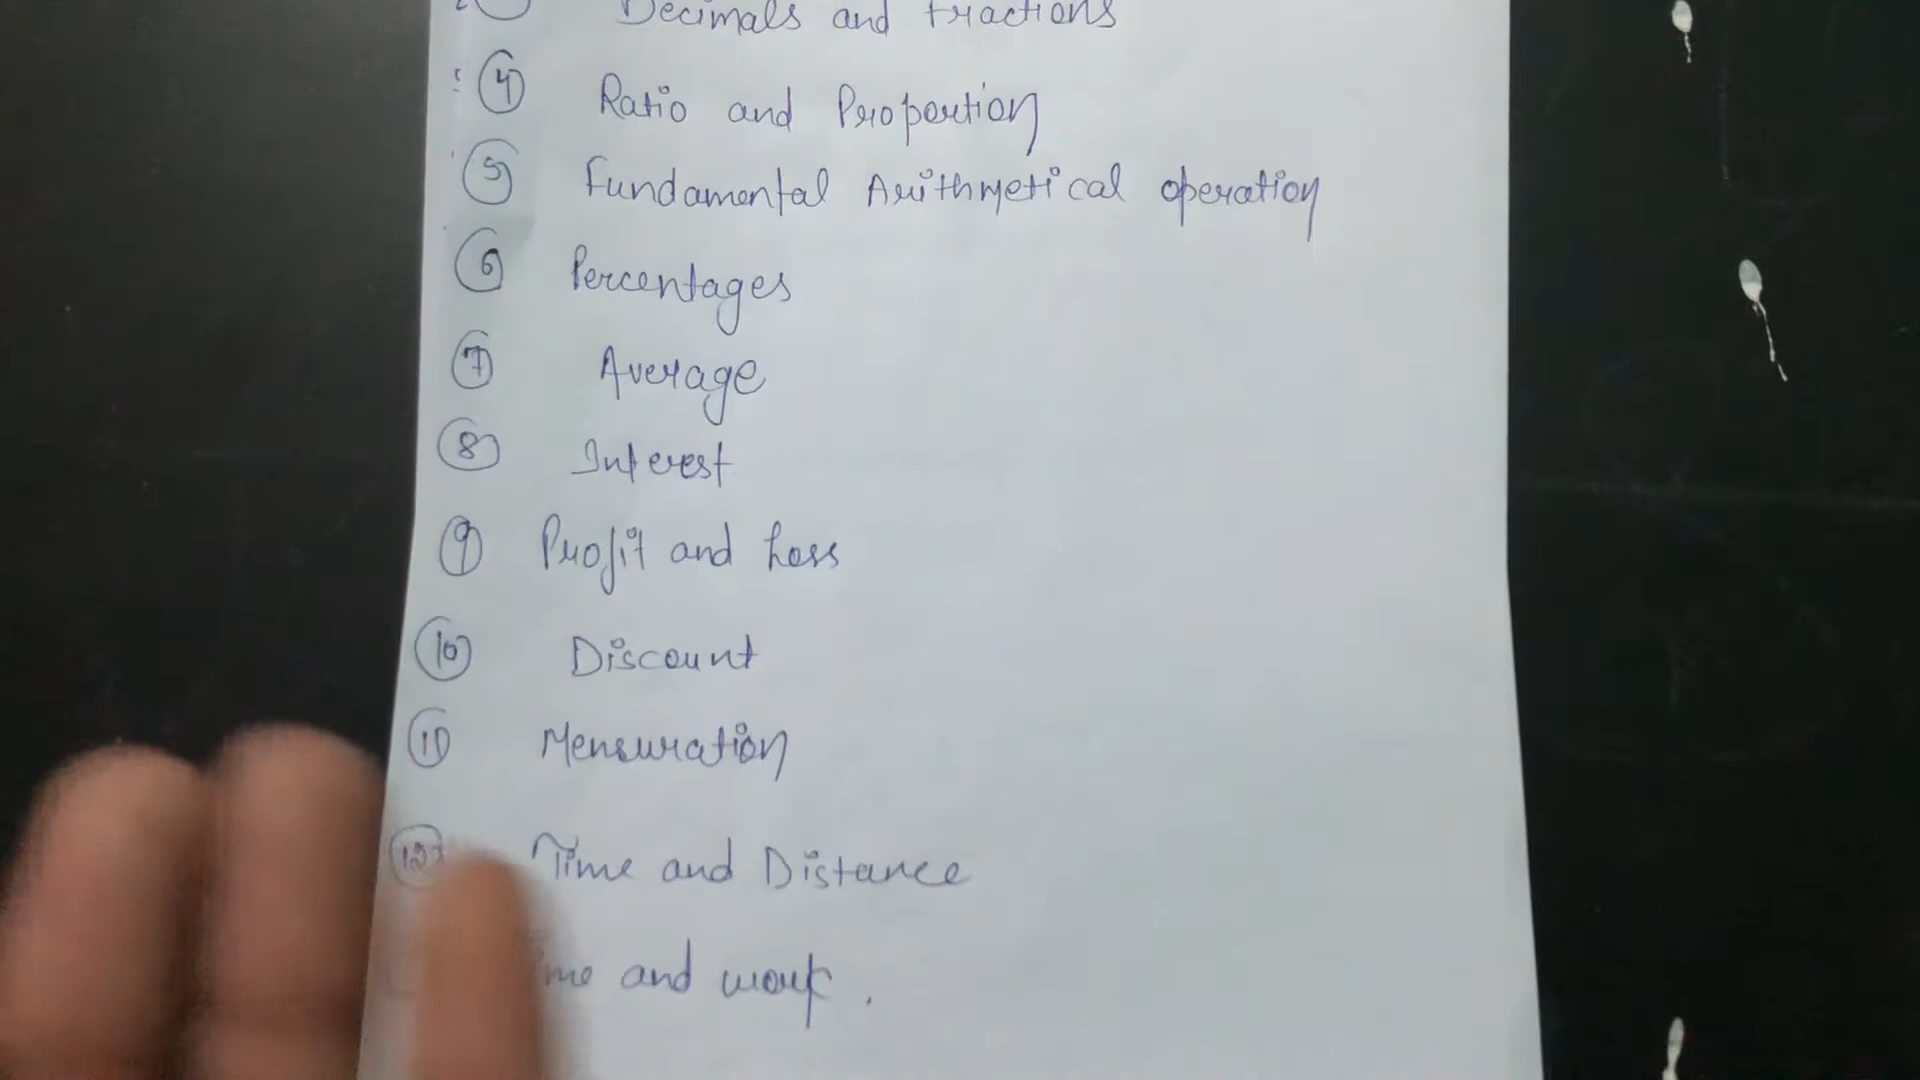 Decimals and fractions
④ Ratio and Proportion
⑤ Fundamental Arithmetical operation
⑥ Percentages
⑦ Average
⑧ Interest
⑨ Profit and Loss
⑩ Discount
⑪ Mensuration
⑫ Time and Distance
and work.